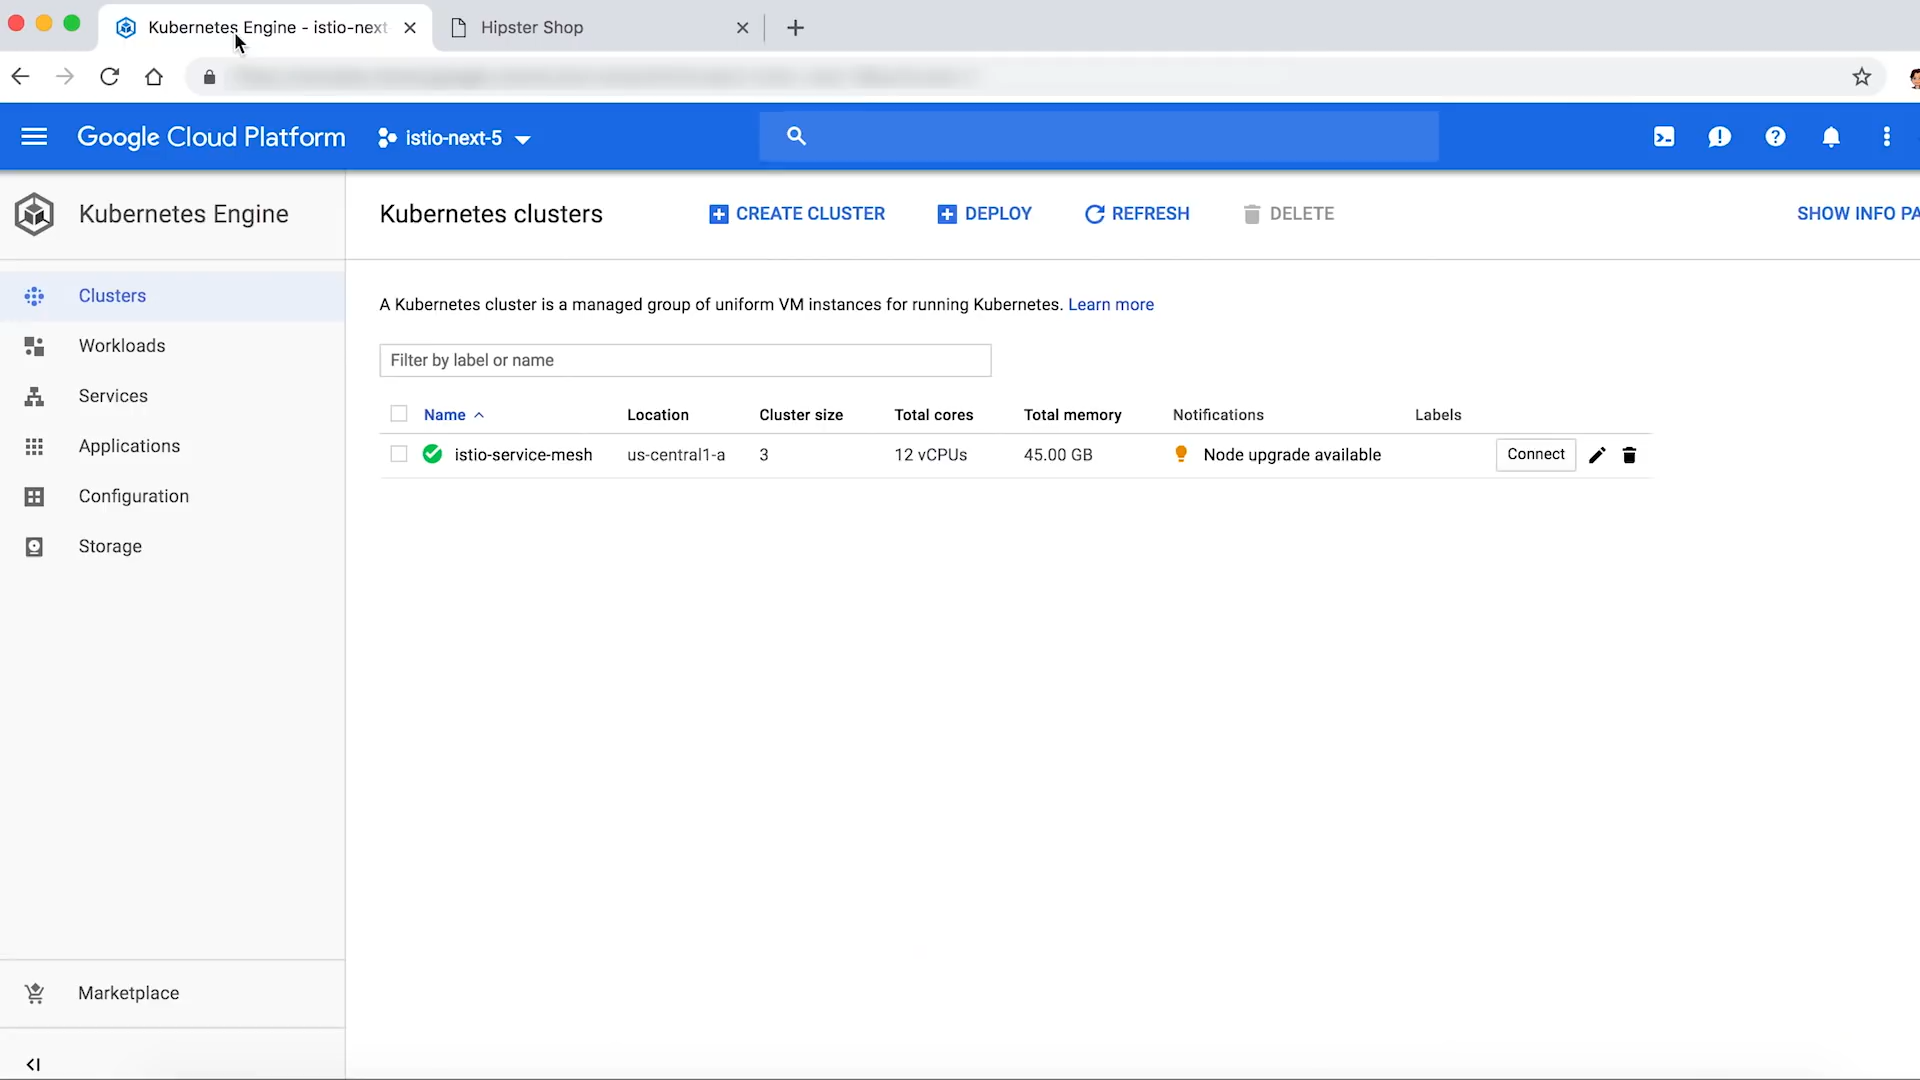 Kubernetes Engine - istio-next
Hipster Shop
Google Cloud Platform
istio-next-5
Kubernetes Engine
Kubernetes clusters
CREATE CLUSTER
DEPLOY
REFRESH
DELETE
SHOW INFO PA
Clusters
Workloads
Services
Applications
Configuration
Storage
Marketplace
A Kubernetes cluster is a managed group of uniform VM instances for running Kubernetes. Learn more
Filter by label or name
Name Location Cluster size Total cores Total memory Notifications Labels
istio-service-mesh us-central1-a 3 12 vCPUs 45.00 GB Node upgrade available Connect